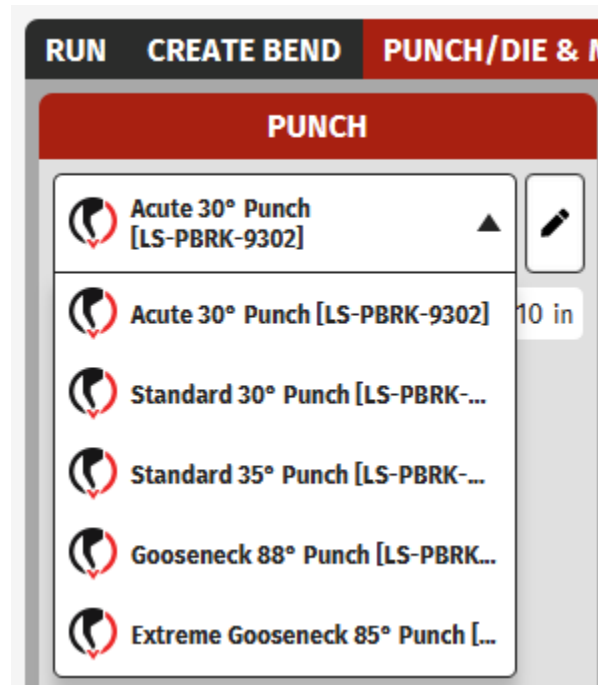 RUN CREATE BEND PUNCH/DIE &
PUNCH
Acute 30° Punch
[LS-PBRK-9302]
Acute 30° Punch [LS-PBRK-9302]
10 in
Standard 30° Punch [LS-PBRK-...
Standard 35° Punch [LS-PBRK-...
Gooseneck 88° Punch [LS-PBRK...
Extreme Gooseneck 85° Punch [...